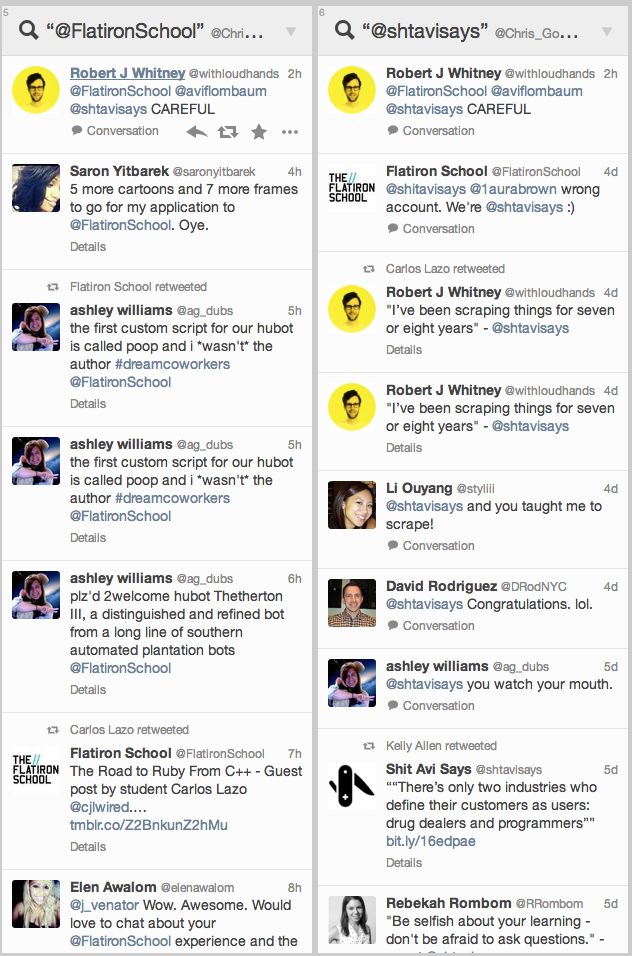 5
"@FlatironSchool" @Chri...
Robert J Whitney @withloudhands 2h
@FlatironSchool @aviflombaum
@shtavisays CAREFUL
Conversation
Saron Yitbarek @saronyitbarek 4h
5 more cartoons and 7 more frames
to go for my application to
@FlatironSchool. Oye.
Details
Flatiron School retweeted
ashley williams @ag_dubs 5h
the first custom script for our hubot
is called poop and i *wasn't* the
author #dreamcoworkers
@FlatironSchool
Details
ashley williams @ag_dubs 5h
the first custom script for our hubot
is called poop and i *wasn't* the
author #dreamcoworkers
@FlatironSchool
Details
ashley williams @ag_dubs 6h
plz'd 2welcome hubot Thetherton
III, a distinguished and refined bot
from a long line of southern
automated plantation bots
@FlatironSchool
Details
Carlos Lazo retweeted
THE//
FLATIRON
SCHOOL
Flatiron School @FlatironSchool 7h
The Road to Ruby From C++ - Guest
post by student Carlos Lazo
@cjlwired....
tmblr.co/Z2BnkunZ2hMu
Details
Elen Awalom @elenawalom 8h
@j_venator Wow. Awesome. Would
love to chat about your
@FlatironSchool experience and the
6
"@shtavisays" @Chris_Go...
Robert J Whitney @withloudhands 2h
@FlatironSchool @aviflombaum
@shtavisays CAREFUL
Conversation
THE//
FLATIRON
SCHOOL
Flatiron School @FlatironSchool 4d
@shitavisays @1aurabrown wrong
account. We're @shtavisays :)
Conversation
Carlos Lazo retweeted
Robert J Whitney @withloudhands 4d
"I've been scraping things for seven
or eight years" - @shtavisays
Details
Robert J Whitney @withloudhands 4d
"I've been scraping things for seven
or eight years" - @shtavisays
Details
Li Ouyang @styliii 4d
@shtavisays and you taught me to
scrape!
Conversation
David Rodriguez @DRodNYC 4d
@shtavisays Congratulations. lol.
Conversation
ashley williams @ag_dubs 5d
@shtavisays you watch your mouth.
Conversation
Kelly Allen retweeted
Shit Avi Says @shtavisays 5d
““There's only two industries who
define their customers as users:
drug dealers and programmers””
bit.ly/16edpae
Details
Rebekah Rombom @RRombom 5d
"Be selfish about your learning -
don't be afraid to ask questions." -